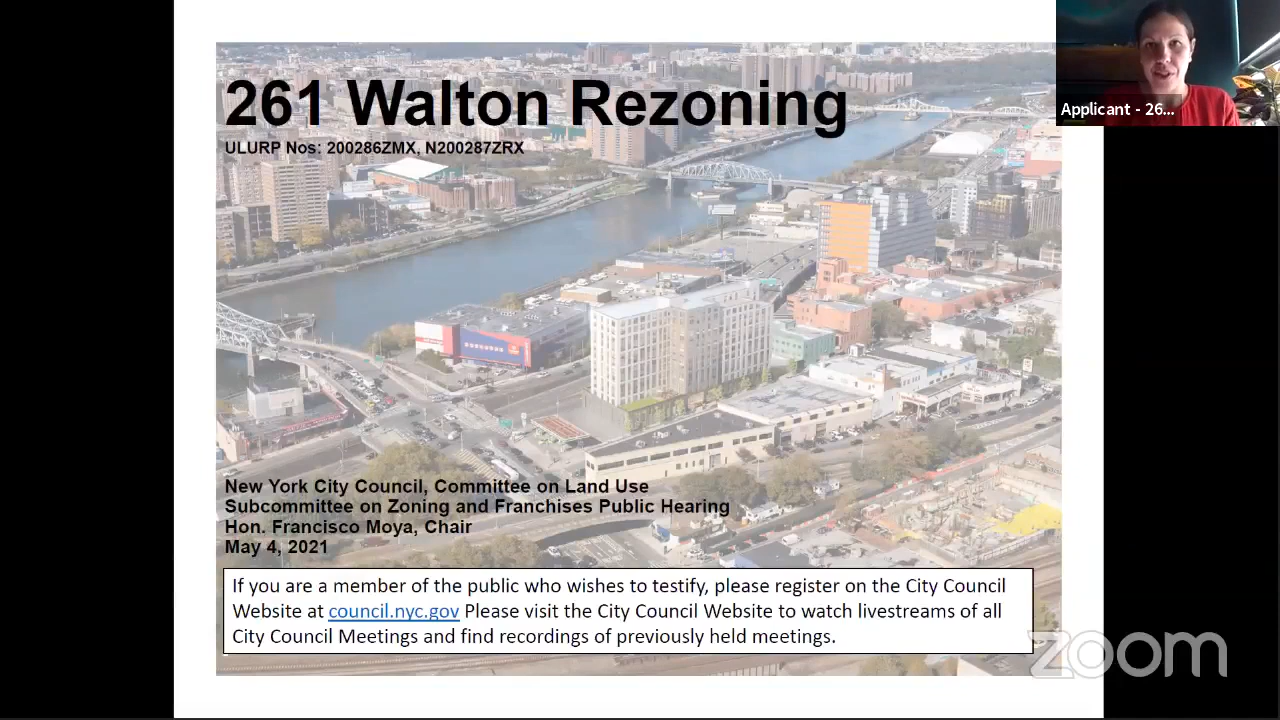 261 Walton Rezoning
ULURP Nos: 200286ZMX, N200287ZRX
Applicant - 26...
New York City Council, Committee on Land Use
Subcommittee on Zoning and Franchises Public Hearing
Hon. Francisco Moya, Chair
May 4, 2021
If you are a member of the public who wishes to testify, please register on the City Council
Website at council.nyc.gov Please visit the City Council Website to watch livestreams of all
City Council Meetings and find recordings of previously held meetings.
zoom